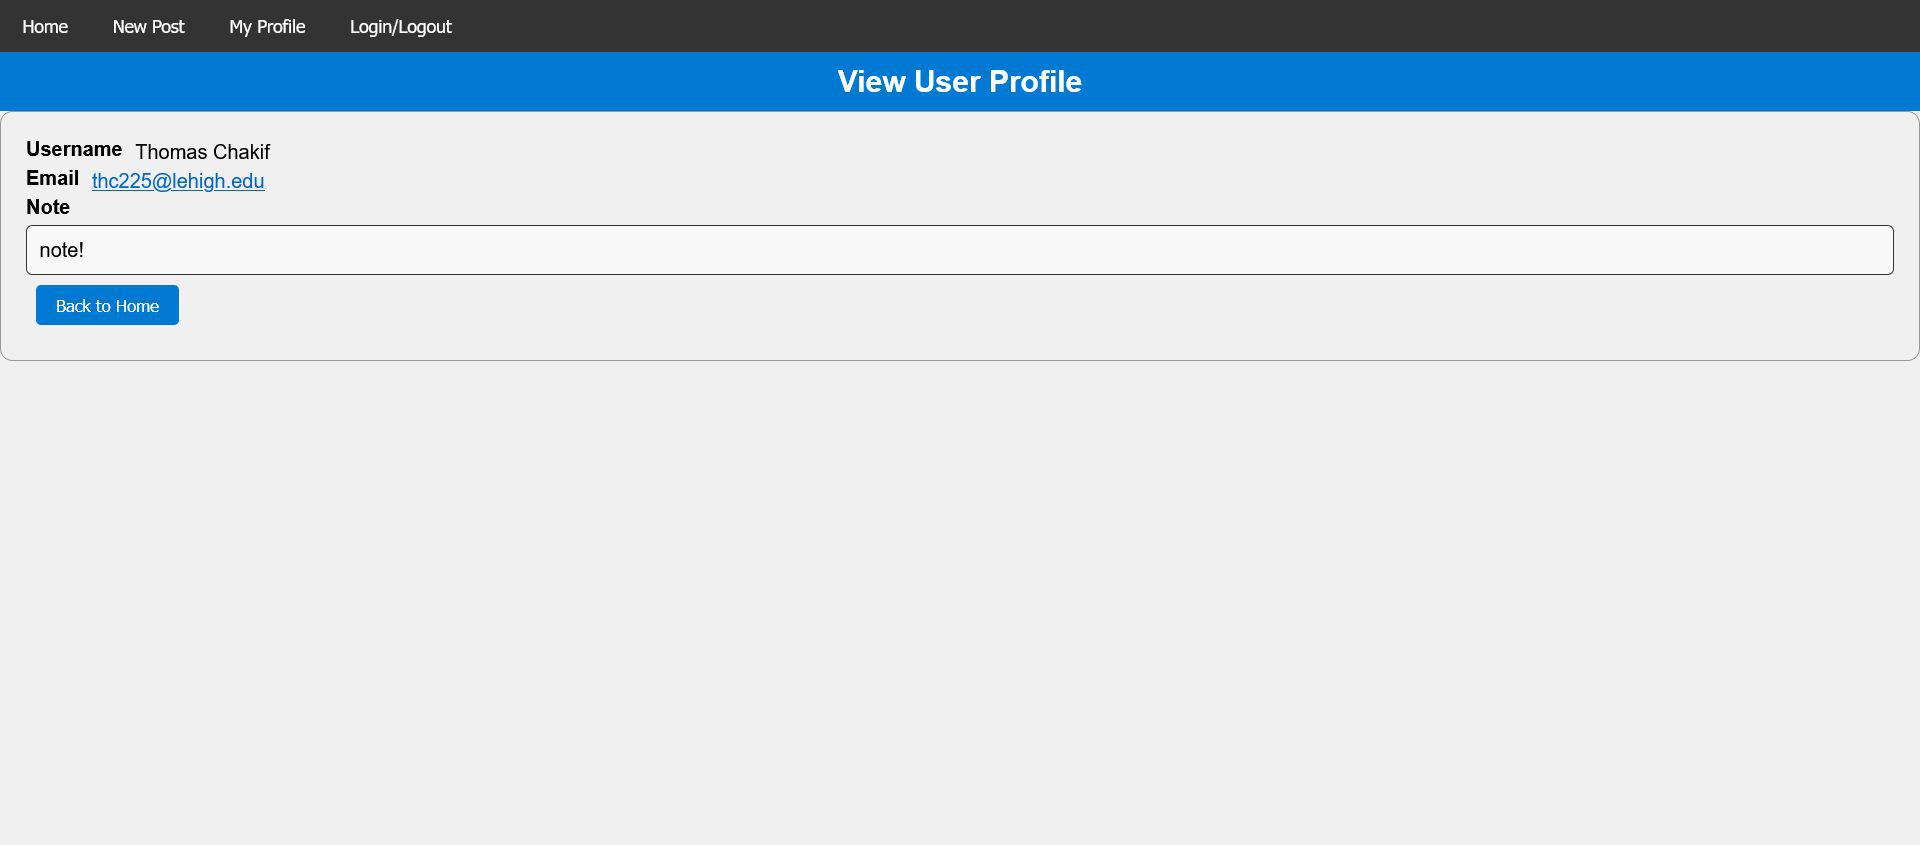 Home New Post My Profile Login/Logout
View User Profile
Username Thomas Chakif
Email thc225@lehigh.edu
Note
note!
Back to Home